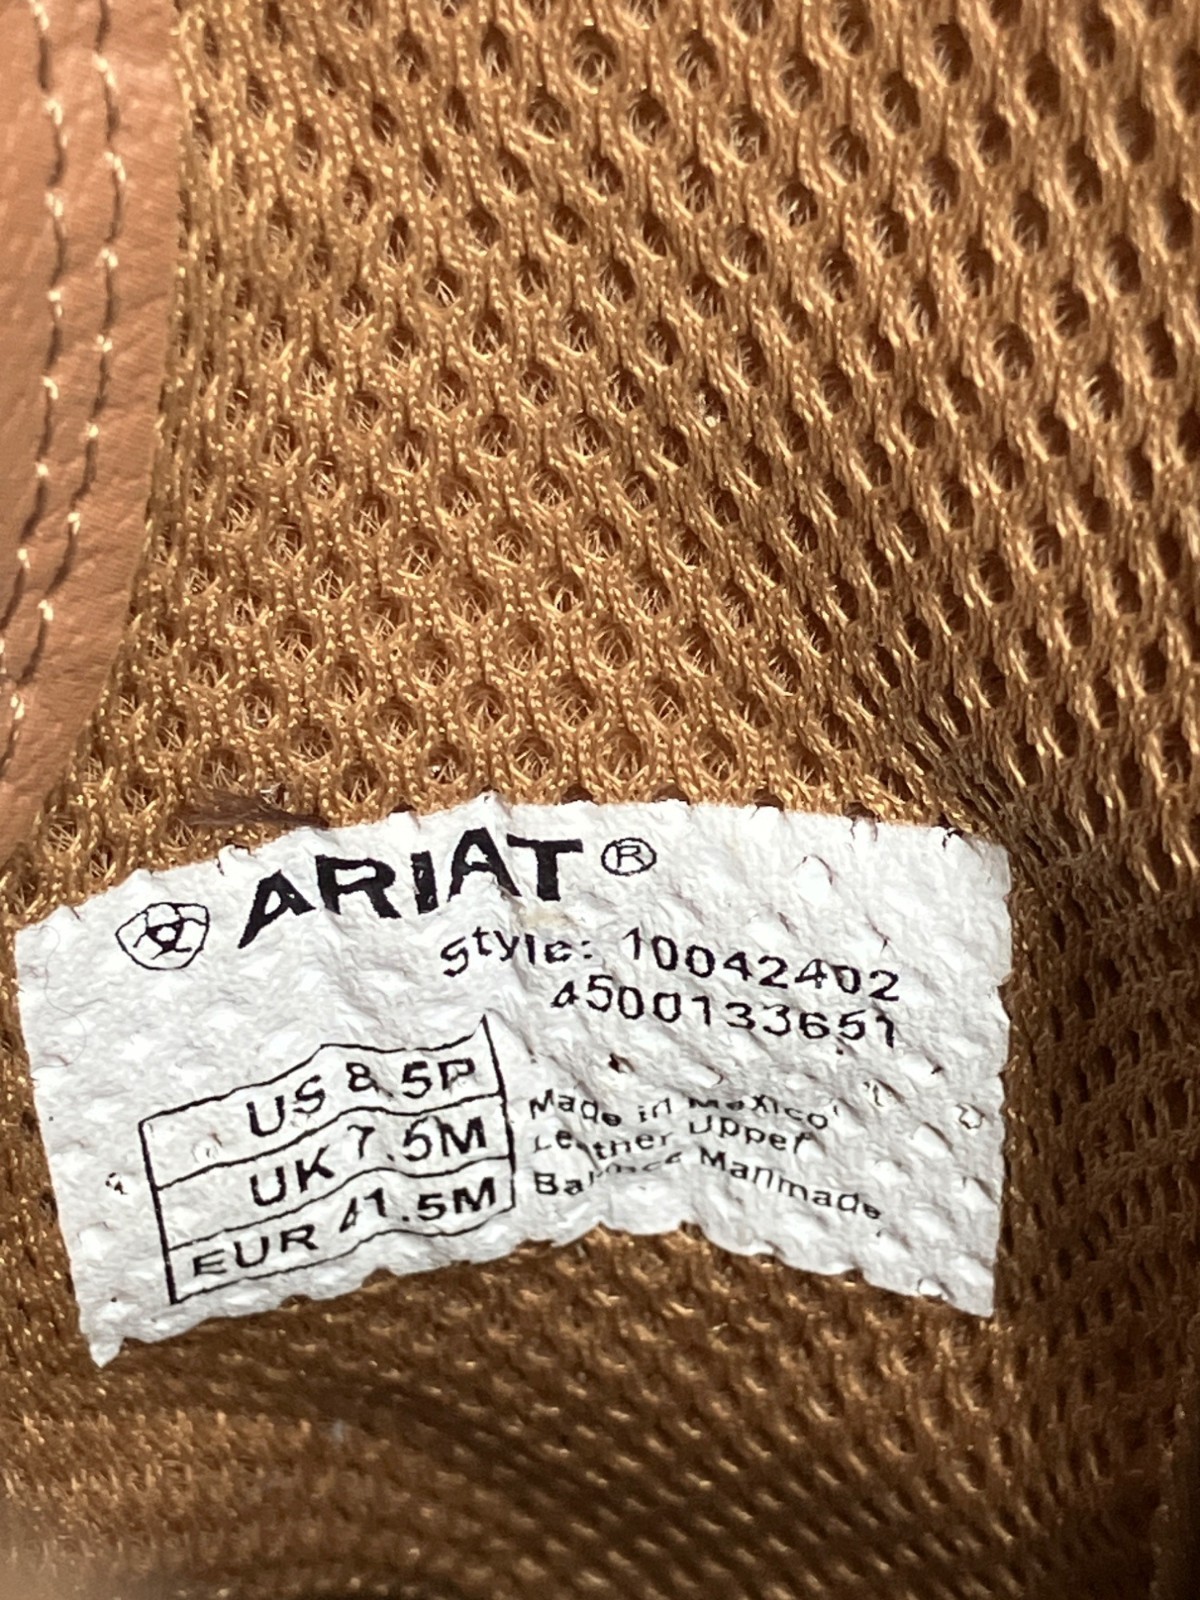 ARIAT®
Style: 10042402
4500133651
US 8.5D
UK 7.5M
EUR 41.5M
Made in Mexico
Leather Upper
Balance Manmade